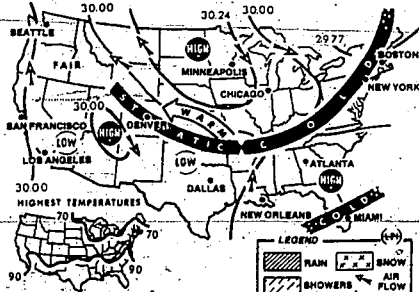 30.00
30.24
30.00
29.77
SEATTLE
HIGH
BOSTON
FAIR
MINNEAPOLIS
NEW YORK
CHICAGO
COLD
30.00
WARM
STATIC
DENVER
COLD
SAN FRANCISCO
HIGH
LOW
LOW
ATLANTA
LOS ANGELES
DALLAS
HIGH
30.00
NEW ORLEANS
COLD
MIAMI
HIGHEST TEMPERATURES
70
70
90
90
LEGEND
RAIN
SNOW
SHOWERS
AIR FLOW